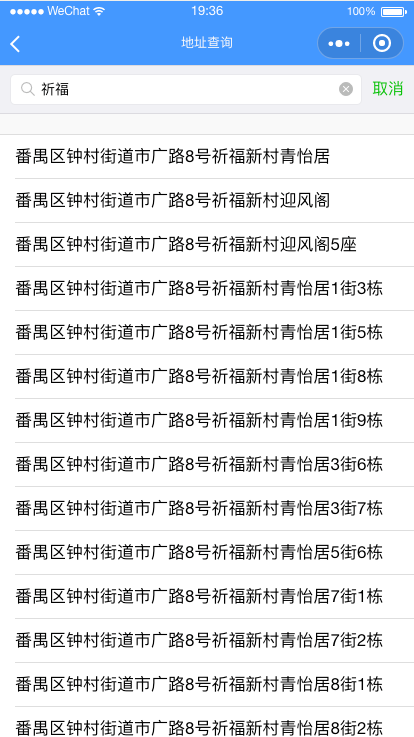 WeChat 19:36 100%
地址查询
祈福 取消
番禺区钟村街道市广路8号祈福新村青怡居
番禺区钟村街道市广路8号祈福新村迎风阁
番禺区钟村街道市广路8号祈福新村迎风阁5座
番禺区钟村街道市广路8号祈福新村青怡居1街3栋
番禺区钟村街道市广路8号祈福新村青怡居1街5栋
番禺区钟村街道市广路8号祈福新村青怡居1街8栋
番禺区钟村街道市广路8号祈福新村青怡居1街9栋
番禺区钟村街道市广路8号祈福新村青怡居3街6栋
番禺区钟村街道市广路8号祈福新村青怡居3街7栋
番禺区钟村街道市广路8号祈福新村青怡居5街6栋
番禺区钟村街道市广路8号祈福新村青怡居7街1栋
番禺区钟村街道市广路8号祈福新村青怡居7街2栋
番禺区钟村街道市广路8号祈福新村青怡居8街1栋
番禺区钟村街道市广路8号祈福新村青怡居8街2栋